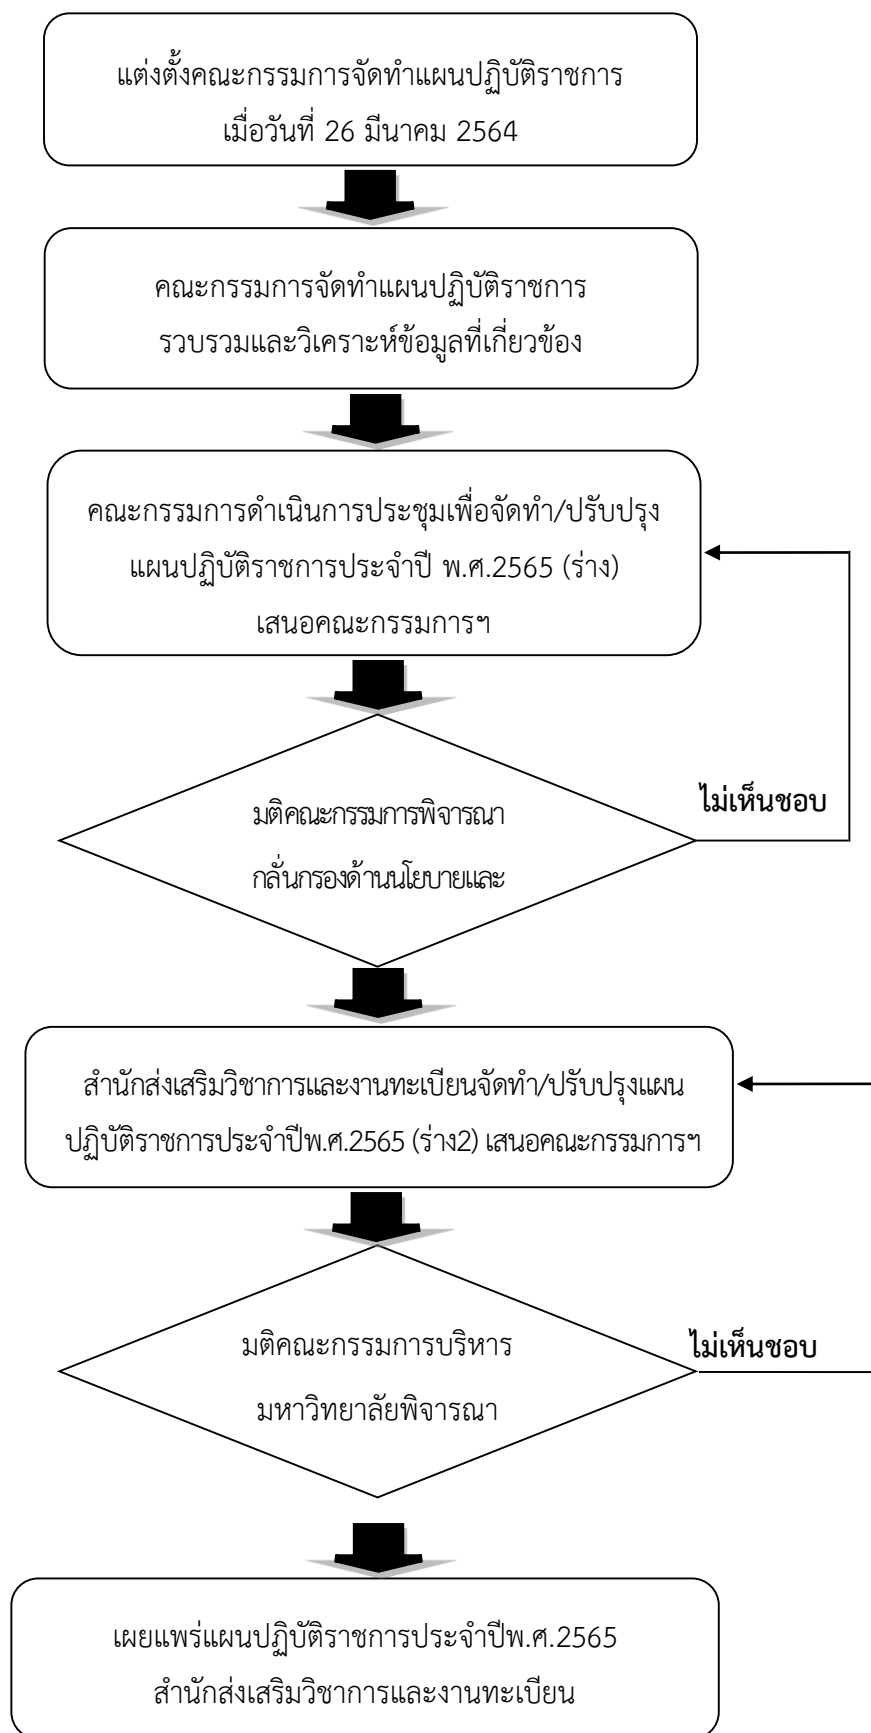 แต่งตั้งคณะกรรมการจัดทำแผนปฏิบัติราชการ
เมื่อวันที่ 26 มีนาคม 2564
คณะกรรมการจัดทำแผนปฏิบัติราชการ
รวบรวมและวิเคราะห์ข้อมูลที่เกี่ยวข้อง
คณะกรรมการดำเนินการประชุมเพื่อจัดทำ/ปรับปรุง
แผนปฏิบัติราชการประจำปี พ.ศ.2565 (ร่าง)
เสนอคณะกรรมการฯ
ไม่เห็นชอบ
มติคณะกรรมการพิจารณา
กลั่นกรองด้านนโยบายและ
สำนักส่งเสริมวิชาการและงานทะเบียนจัดทำ/ปรับปรุงแผน
ปฏิบัติราชการประจำปีพ.ศ.2565 (ร่าง2) เสนอคณะกรรมการฯ
ไม่เห็นชอบ
มติคณะกรรมการบริหาร
มหาวิทยาลัยพิจารณา
เผยแพร่แผนปฏิบัติราชการประจำปีพ.ศ.2565
สำนักส่งเสริมวิชาการและงานทะเบียน